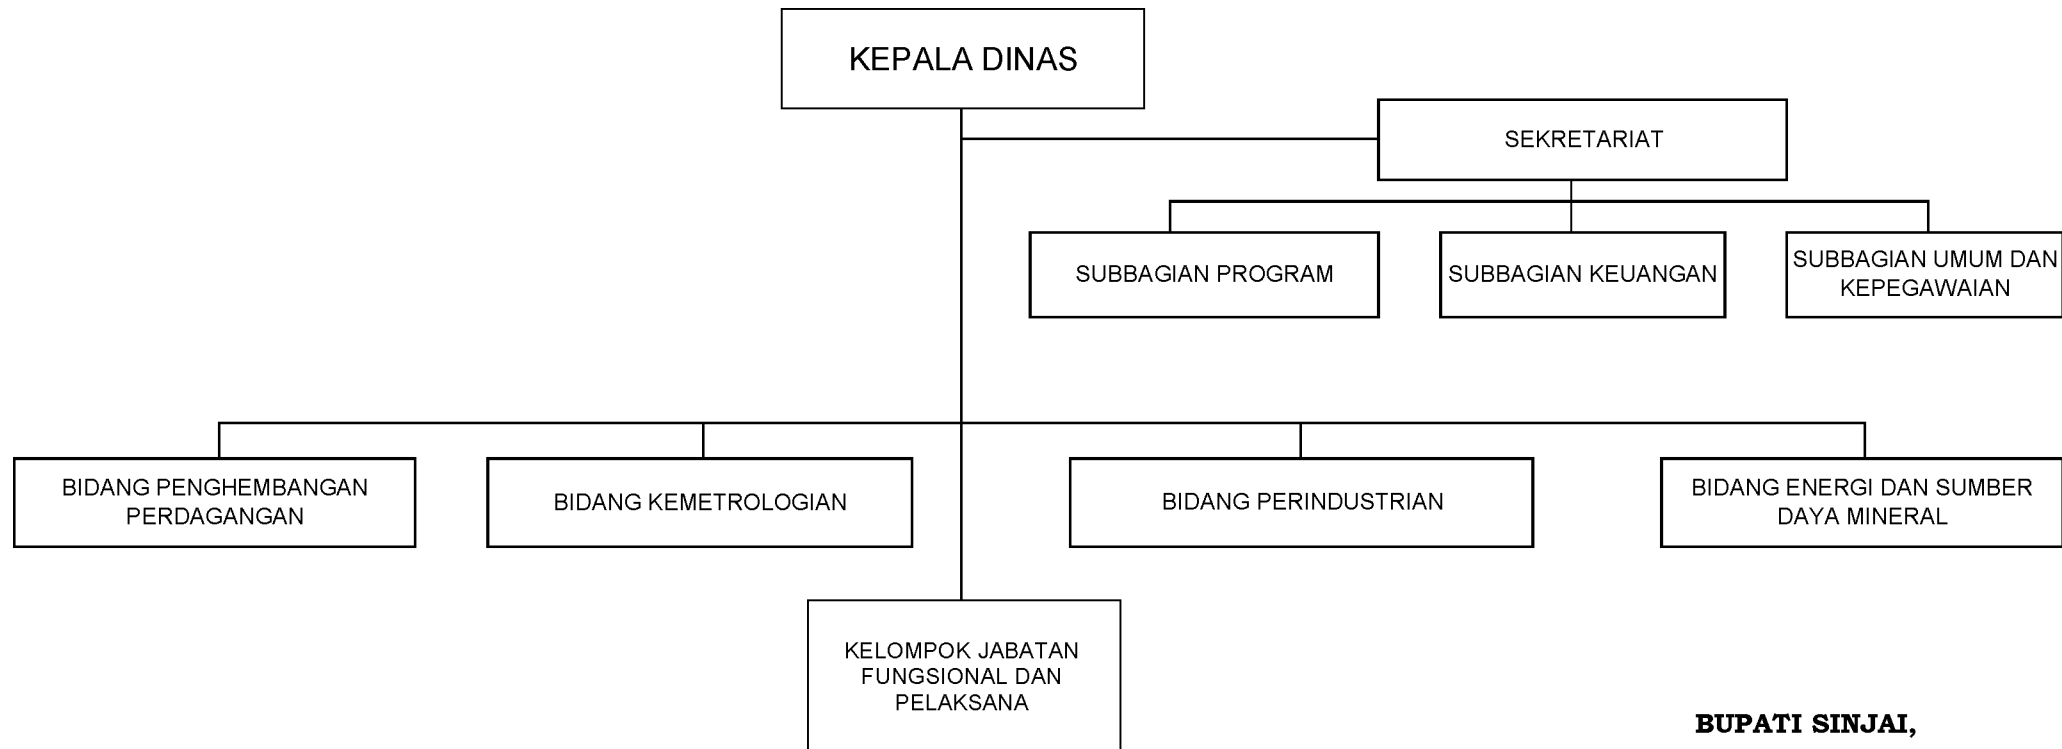 KEPALA DINAS
SEKRETARIAT
SUBBAGIAN PROGRAM
SUBBAGIAN KEUANGAN
SUBBAGIAN UMUM DAN
KEPEGAWAIAN
BIDANG PENGHEMBANGAN
PERDAGANGAN
BIDANG KEMETROLOGIAN
BIDANG PERINDUSTRIAN
BIDANG ENERGI DAN SUMBER
DAYA MINERAL
KELOMPOK JABATAN
FUNGSIONAL DAN
PELAKSANA
BUPATI SINJAI,